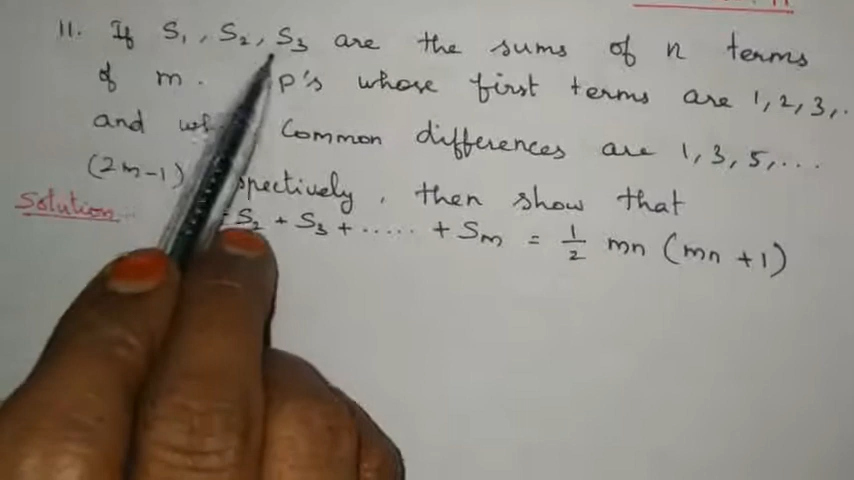 11. If S₁, S₂, S₃ are the sums of n terms
of m. p's whose first terms are 1, 2, 3, .
and common differences are 1, 3, 5, ...
(2m-1) spectively, then show that
Solution
= S₂ + S₃ + ..... + Sm = 1/2 mn (mn + 1)